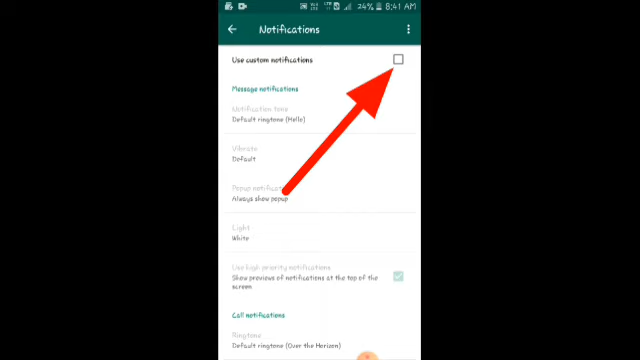 24% 8:41 AM
Notifications
Use custom notifications
Message notifications
Notification tone
Default ringtone (Hello)
Vibrate
Default
Popup notificati
Always show popup
Light
White
Use high priority notifications
Show previews of notifications at the top of the
screen
Call notifications
Ringtone
Default ringtone (Over the Horizon)